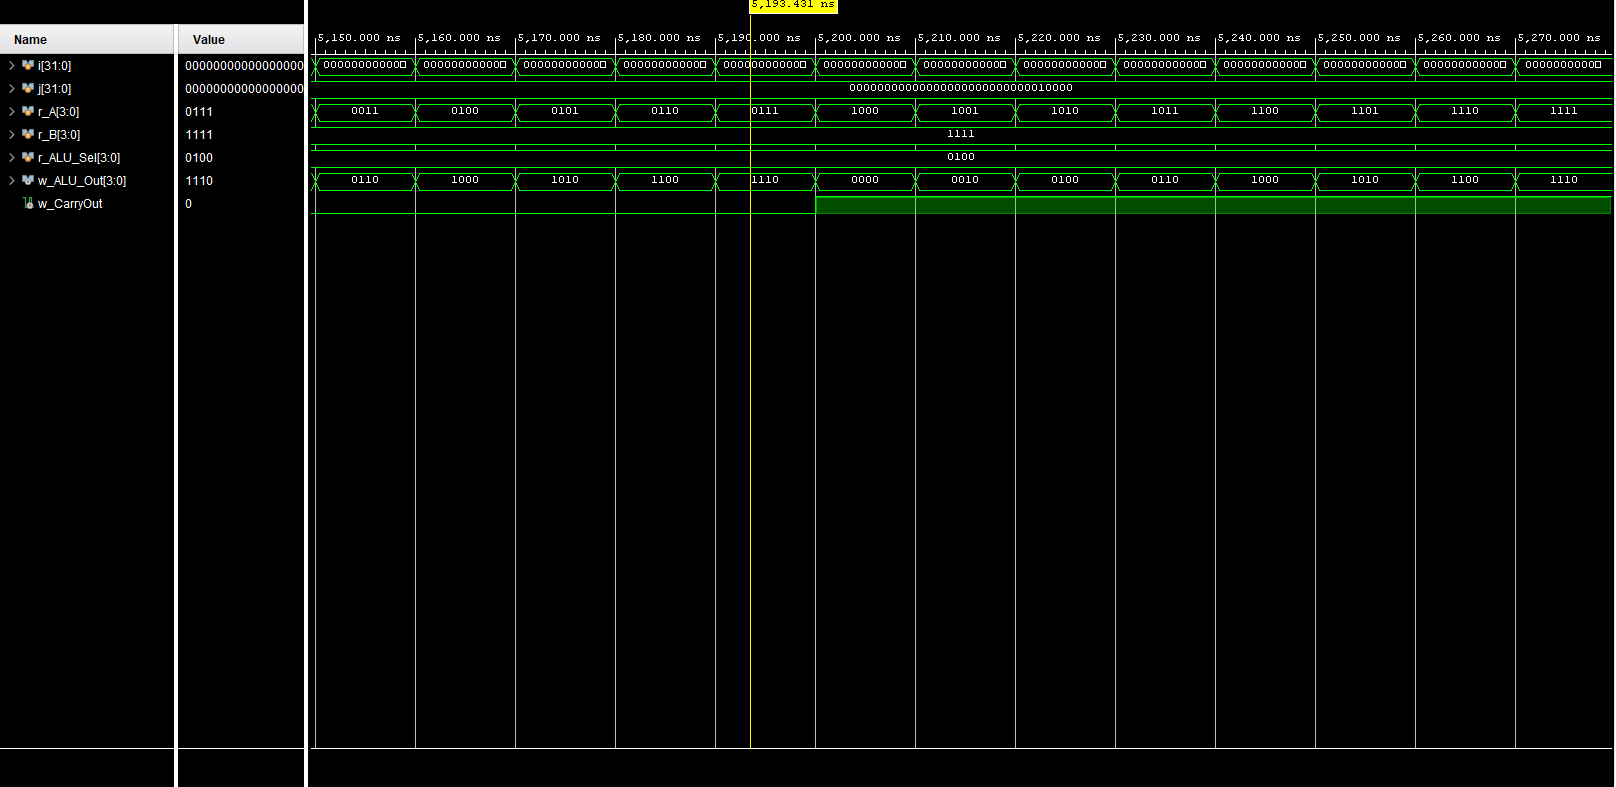 5,193.431 ns
Name Value
5,150.000 ns 5,160.000 ns 5,170.000 ns 5,180.000 ns 5,190.000 ns 5,200.000 ns 5,210.000 ns 5,220.000 ns 5,230.000 ns 5,240.000 ns 5,250.000 ns 5,260.000 ns 5,270.000 ns
i[31:0] 00000000000000000 000000000000 000000000000 000000000000 000000000000 000000000000 000000000000 000000000000 000000000000 000000000000 000000000000 000000000000 000000000000 00000000000
j[31:0] 00000000000000000 00000000000000000000000000010000
r_A[3:0] 0111 0011 0100 0101 0110 0111 1000 1001 1010 1011 1100 1101 1110 1111
r_B[3:0] 1111 1111
r_ALU_Sel[3:0] 0100 0100
w_ALU_Out[3:0] 1110 0110 1000 1010 1100 1110 0000 0010 0100 0110 1000 1010 1100 1110
w_CarryOut 0